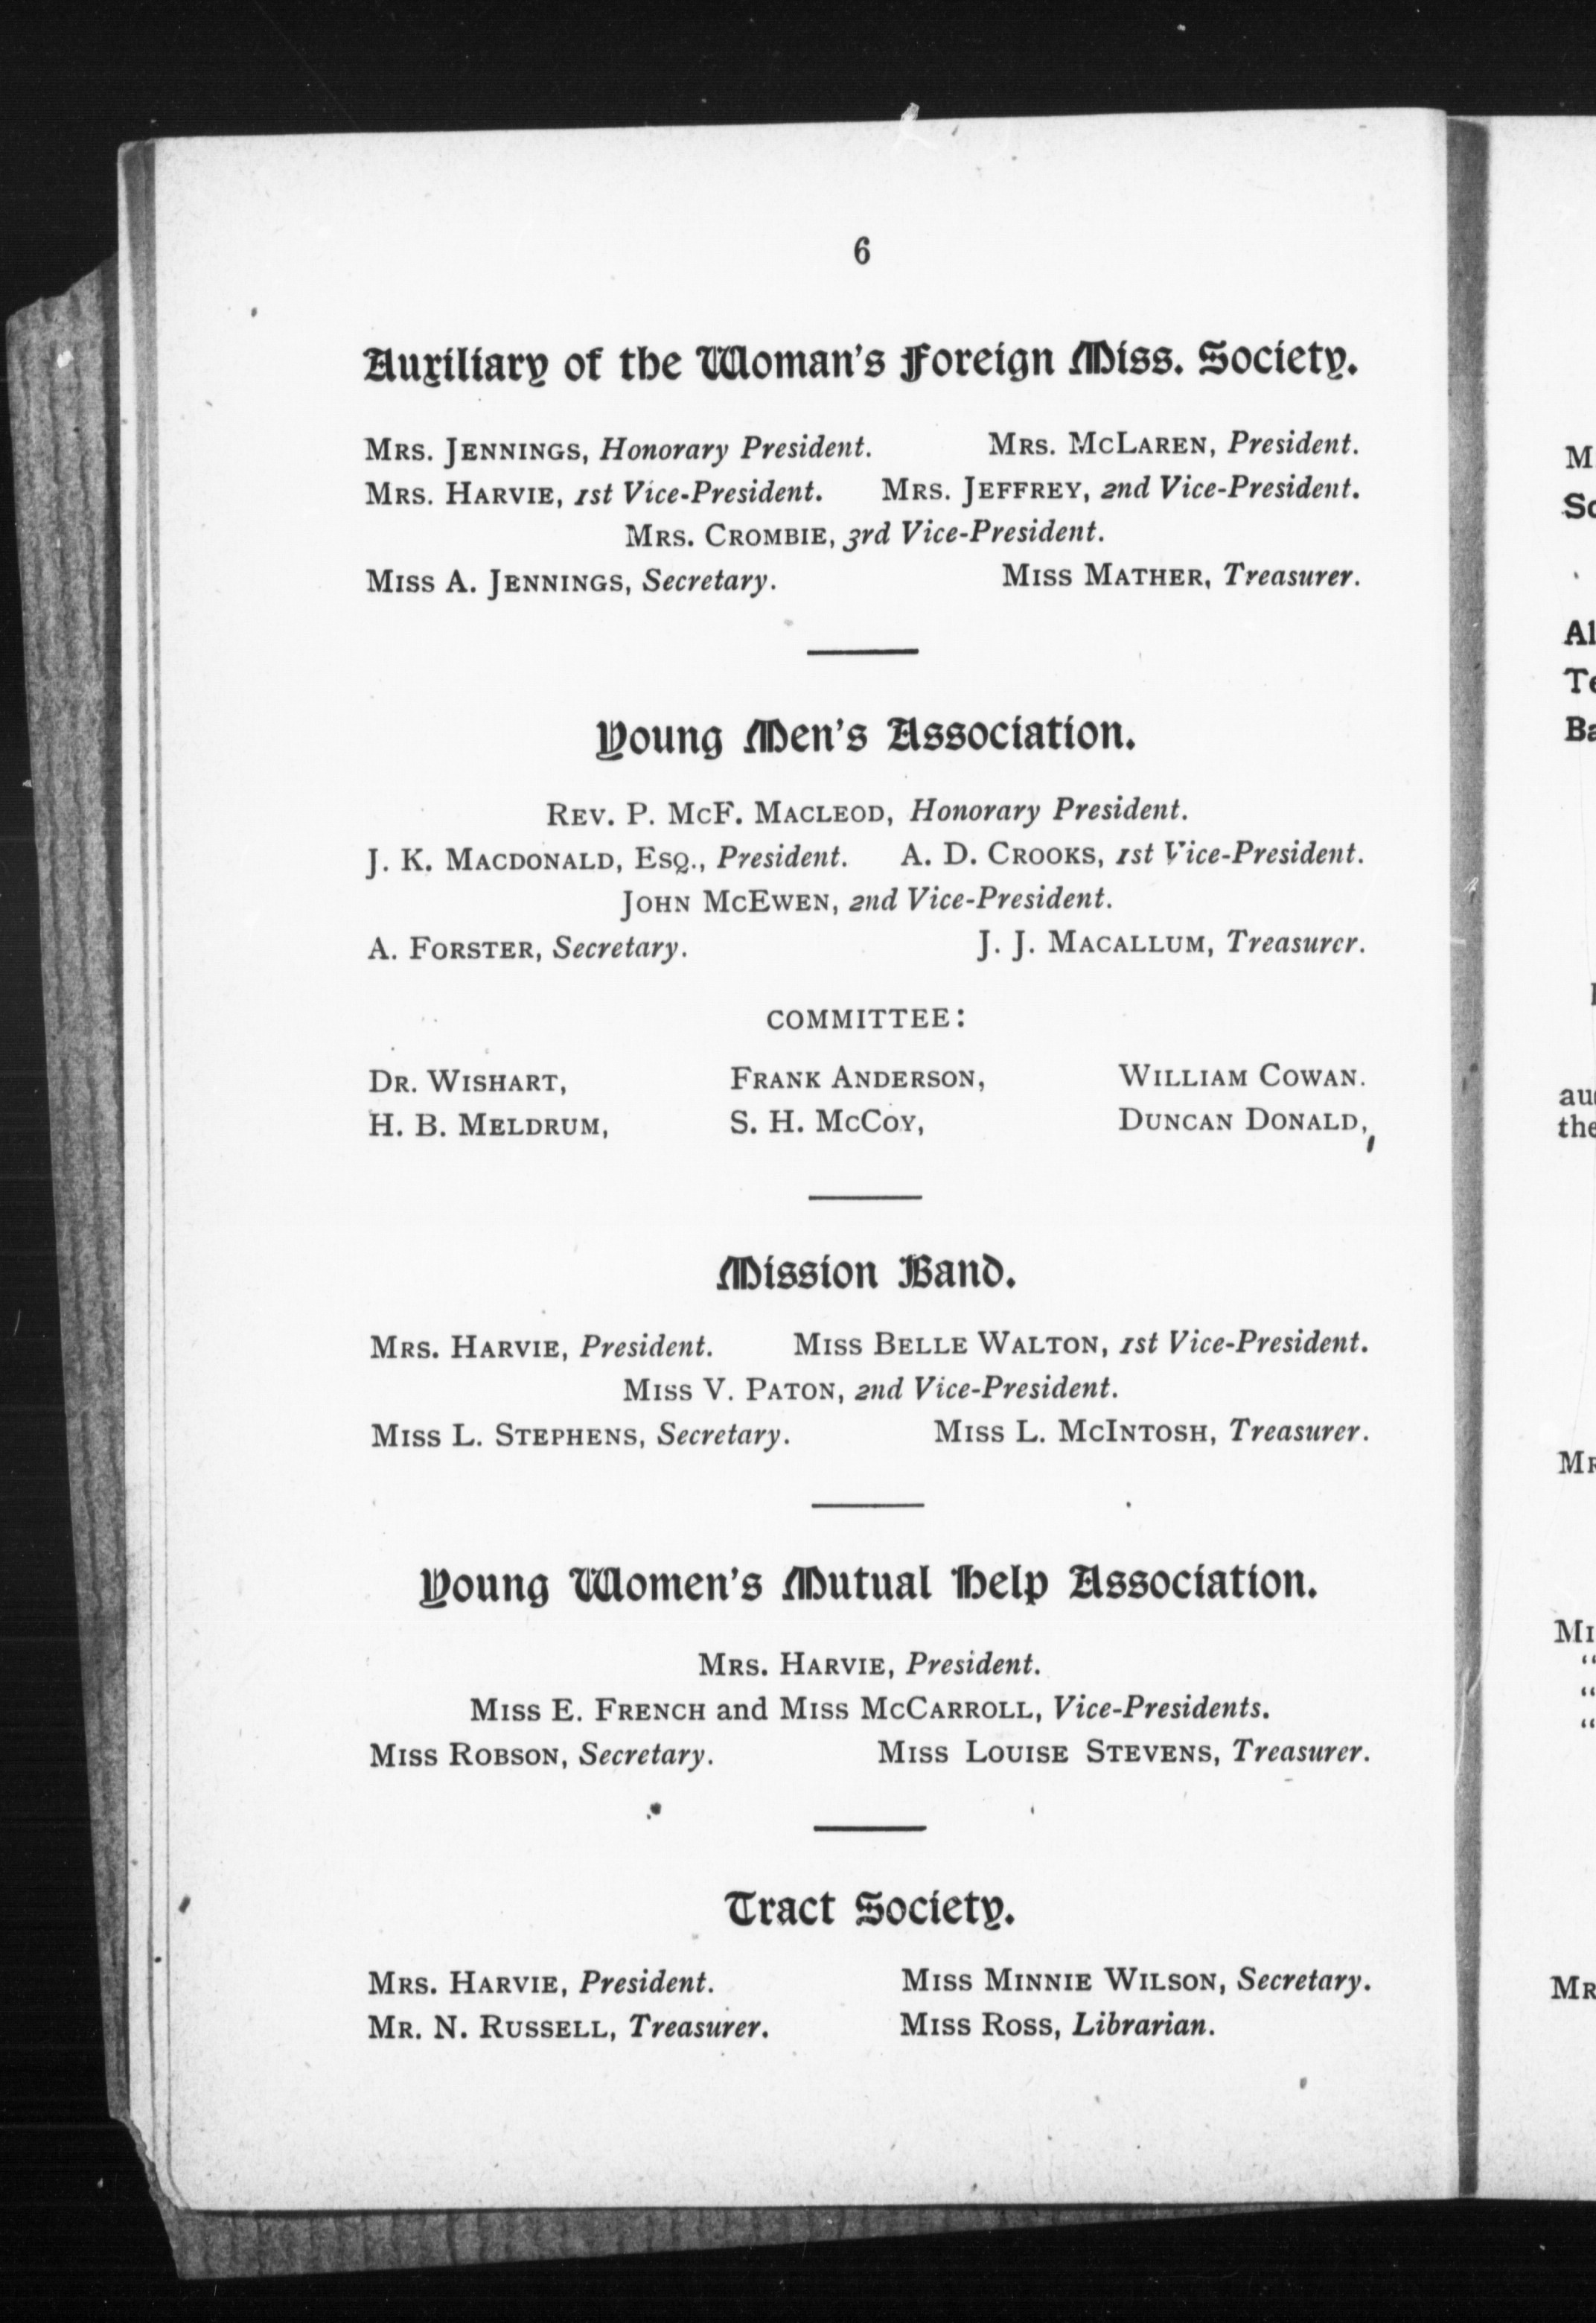 6
Auxiliary of the Woman's Foreign Miss. Society.
MRS. JENNINGS, Honorary President. MRS. MCLAREN, President.
MRS. HARVIE, 1st Vice-President. MRS. JEFFREY, 2nd Vice-President.
MRS. CROMBIE, 3rd Vice-President.
MISS A. JENNINGS, Secretary. MISS MATHER, Treasurer.
Young Men's Association.
REV. P. MCF. MACLEOD, Honorary President.
J. K. MACDONALD, ESQ., President. A. D. CROOKS, 1st Vice-President.
JOHN MCEWEN, 2nd Vice-President.
A. FORSTER, Secretary. J. J. MACALLUM, Treasurer.
COMMITTEE:
DR. WISHART, FRANK ANDERSON, WILLIAM COWAN.
H. B. MELDRUM, S. H. MCCOY, DUNCAN DONALD,
Mission Band.
MRS. HARVIE, President. MISS BELLE WALTON, 1st Vice-President.
MISS V. PATON, 2nd Vice-President.
MISS L. STEPHENS, Secretary. MISS L. MCINTOSH, Treasurer.
Young Women's Mutual Help Association.
MRS. HARVIE, President.
MISS E. FRENCH and MISS MCCARROLL, Vice-Presidents.
MISS ROBSON, Secretary. MISS LOUISE STEVENS, Treasurer.
Tract Society.
MRS. HARVIE, President. MISS MINNIE WILSON, Secretary.
MR. N. RUSSELL, Treasurer. MISS ROSS, Librarian.